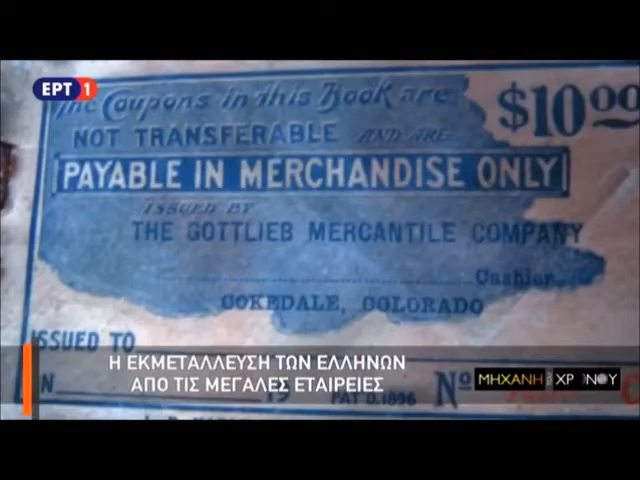 ΕΡΤ 1
The Coupons in this Book are
$10.00
NOT TRANSFERABLE AND ARE
PAYABLE IN MERCHANDISE ONLY
ISSUED BY
THE GOTTLIEB MERCANTILE COMPANY
Cashier
COKEDALE, COLORADO
ISSUED TO
Η ΕΚΜΕΤΑΛΛΕΥΣΗ ΤΩΝ ΕΛΛΗΝΩΝ
ΑΠΟ ΤΙΣ ΜΕΓΑΛΕΣ ΕΤΑΙΡΕΙΕΣ
ΜΗΧΑΝΗ ΧΡΟΝΟΥ
19
PAT'D. 1896
No